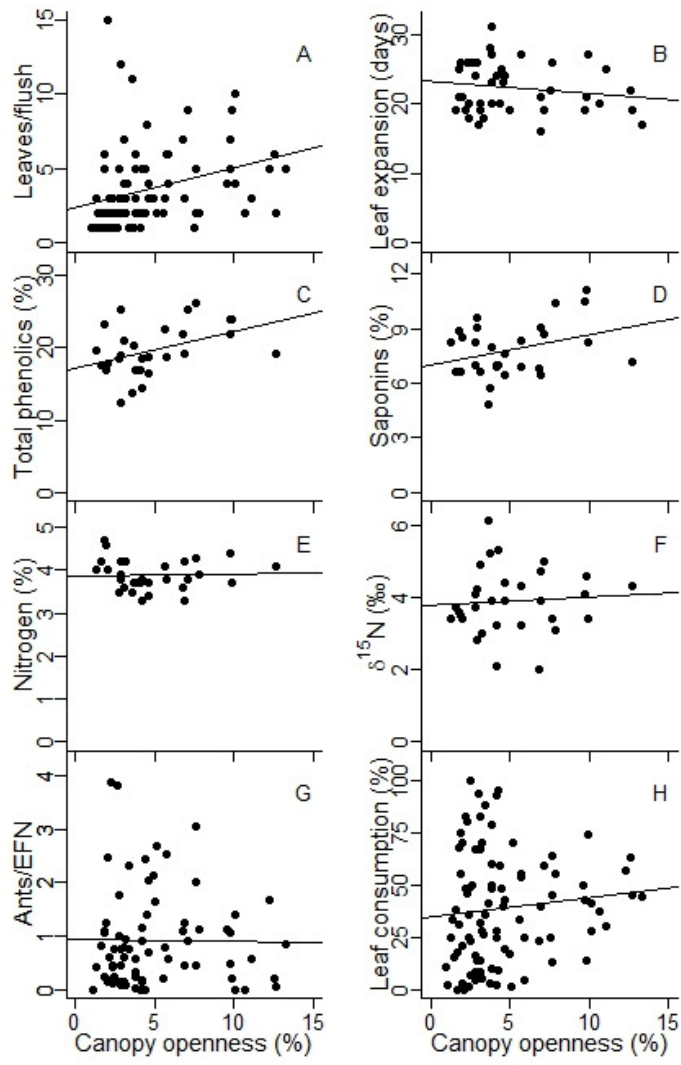 Leaves/flush
0 5 10 15
A
Leaf expansion (days)
0 10 20 30
B
Total phenolics (%)
0 10 20 30
C
Saponins (%)
0 3 6 9 12
D
Nitrogen (%)
0 1 2 3 4 5
E
δ¹⁵N (‰)
0 2 4 6
F
Ants/EFN
0 1 2 3 4
G
Leaf consumption (%)
0 25 50 75 100
H
0 5 10 15
Canopy openness (%)
0 5 10 15
Canopy openness (%)